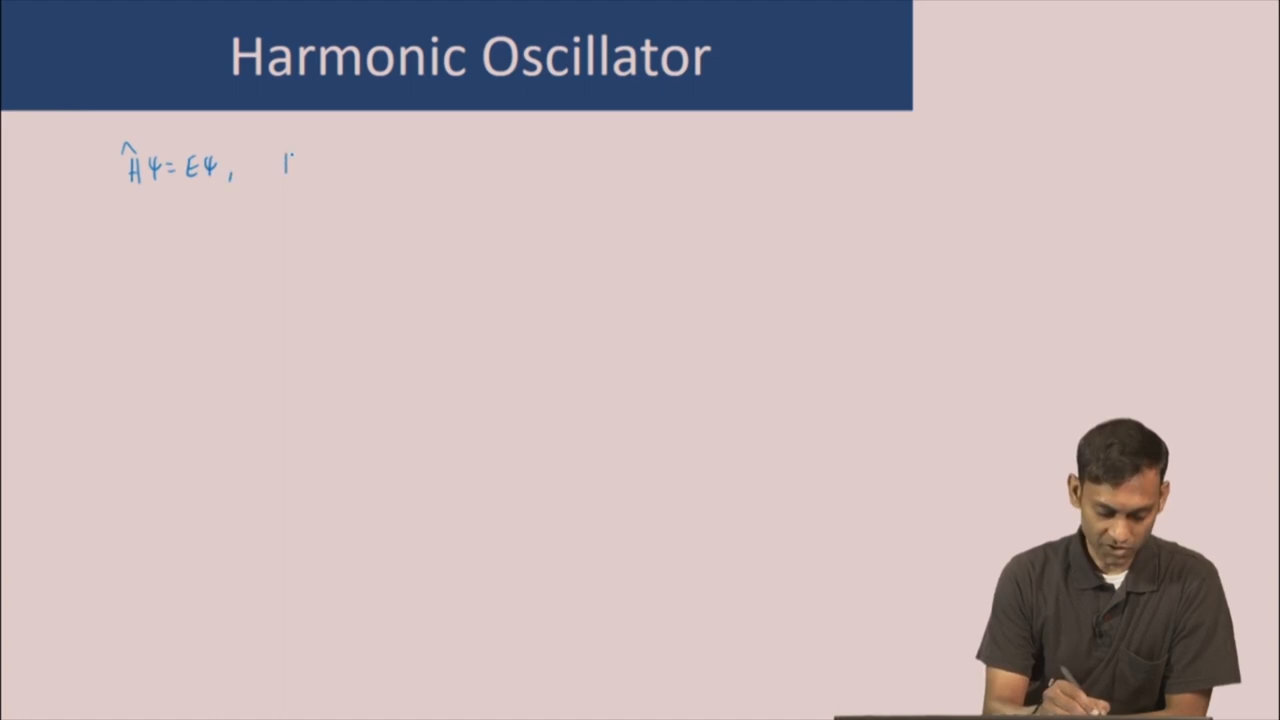 Harmonic Oscillator
Ĥψ = Eψ,